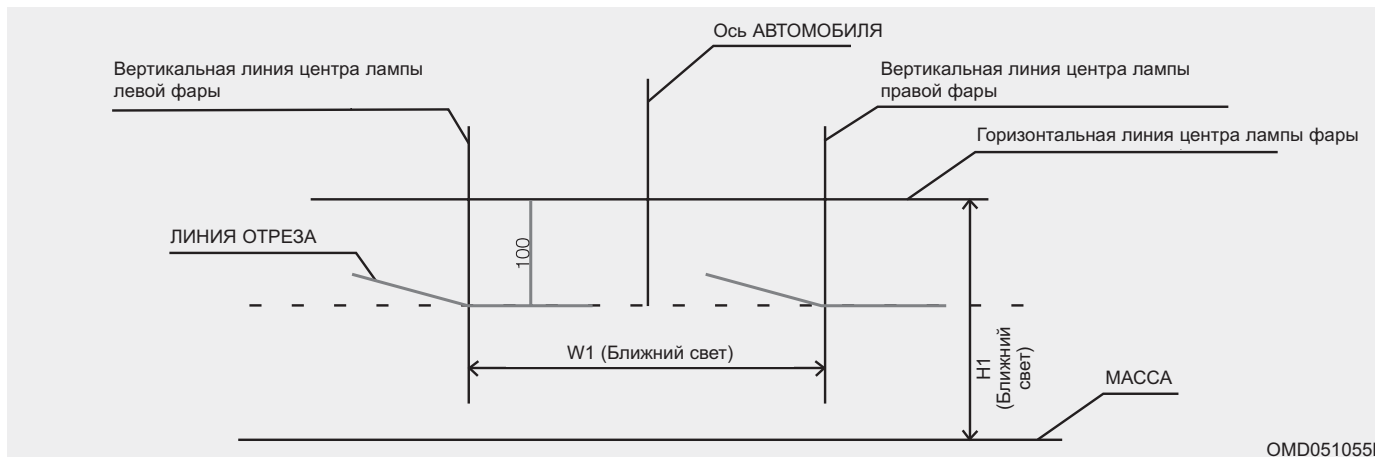 Ось АВТОМОБИЛЯ
Вертикальная линия центра лампы
левой фары
Вертикальная линия центра лампы
правой фары
Горизонтальная линия центра лампы фары
ЛИНИЯ ОТРЕЗА
100
W1 (Ближний свет)
H1
(Ближний
свет)
МАССА
OMD051055L